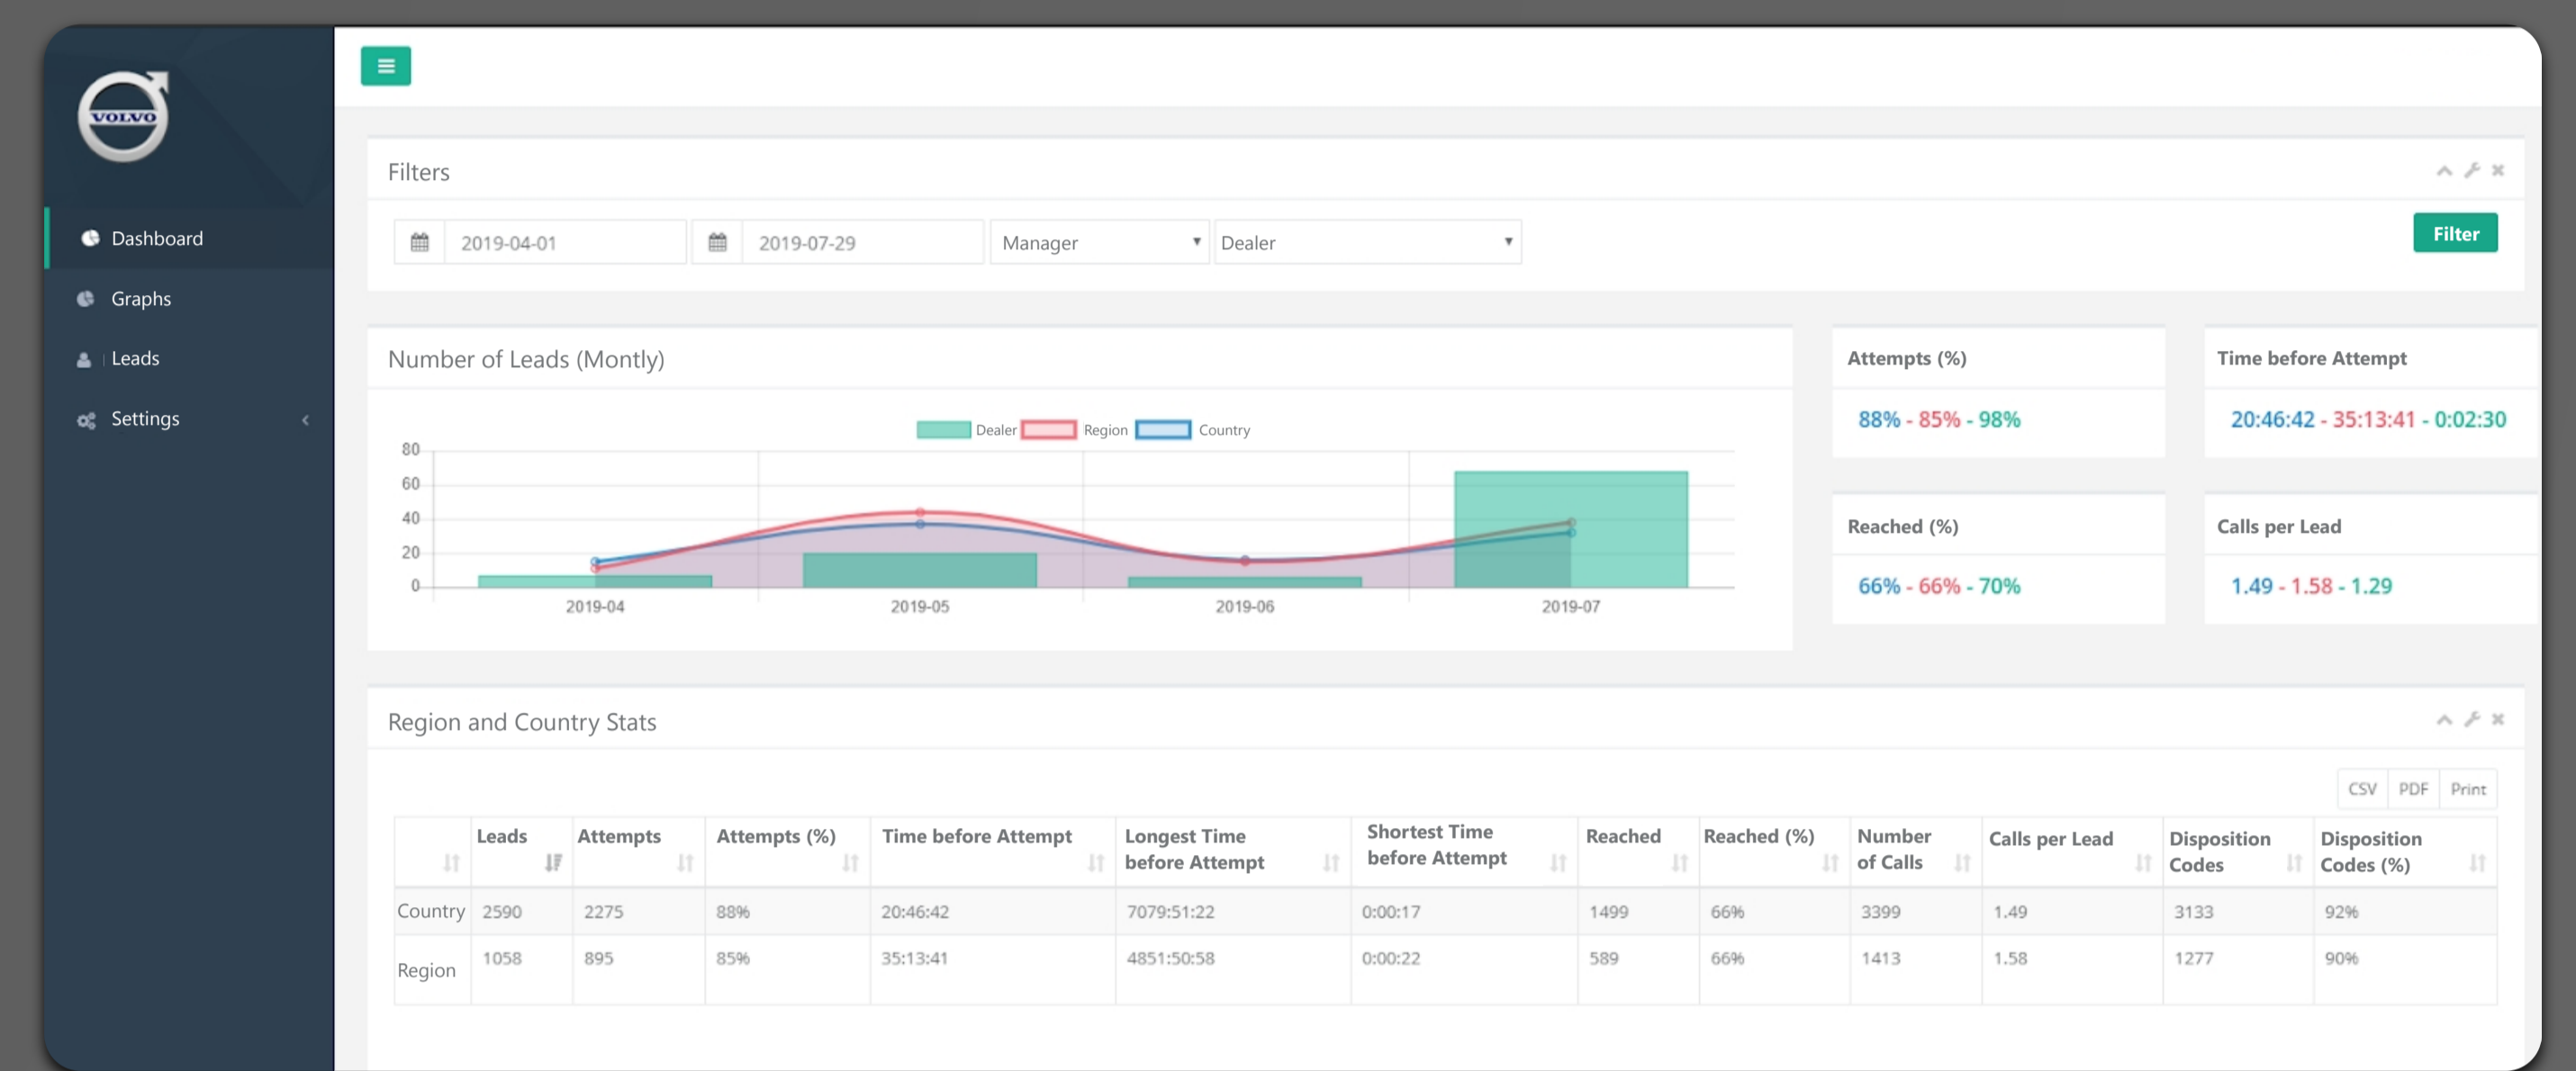 VOLVO
Dashboard
Graphs
Leads
Settings
Filters
2019-04-01 2019-07-29 Manager Dealer Filter
Number of Leads (Montly)
Dealer Region Country
80
60
40
20
0
2019-04 2019-05 2019-06 2019-07
Attempts (%)
88% - 85% - 98%
Time before Attempt
20:46:42 - 35:13:41 - 0:02:30
Reached (%)
66% - 66% - 70%
Calls per Lead
1.49 - 1.58 - 1.29
Region and Country Stats
CSV PDF Print
Leads Attempts Attempts (%) Time before Attempt Longest Time before Attempt Shortest Time before Attempt Reached Reached (%) Number of Calls Calls per Lead Disposition Codes Disposition Codes (%)
Country 2590 2275 88% 20:46:42 7079:51:22 0:00:17 1499 66% 3399 1.49 3133 92%
Region 1058 895 85% 35:13:41 4851:50:58 0:00:22 589 66% 1413 1.58 1277 90%